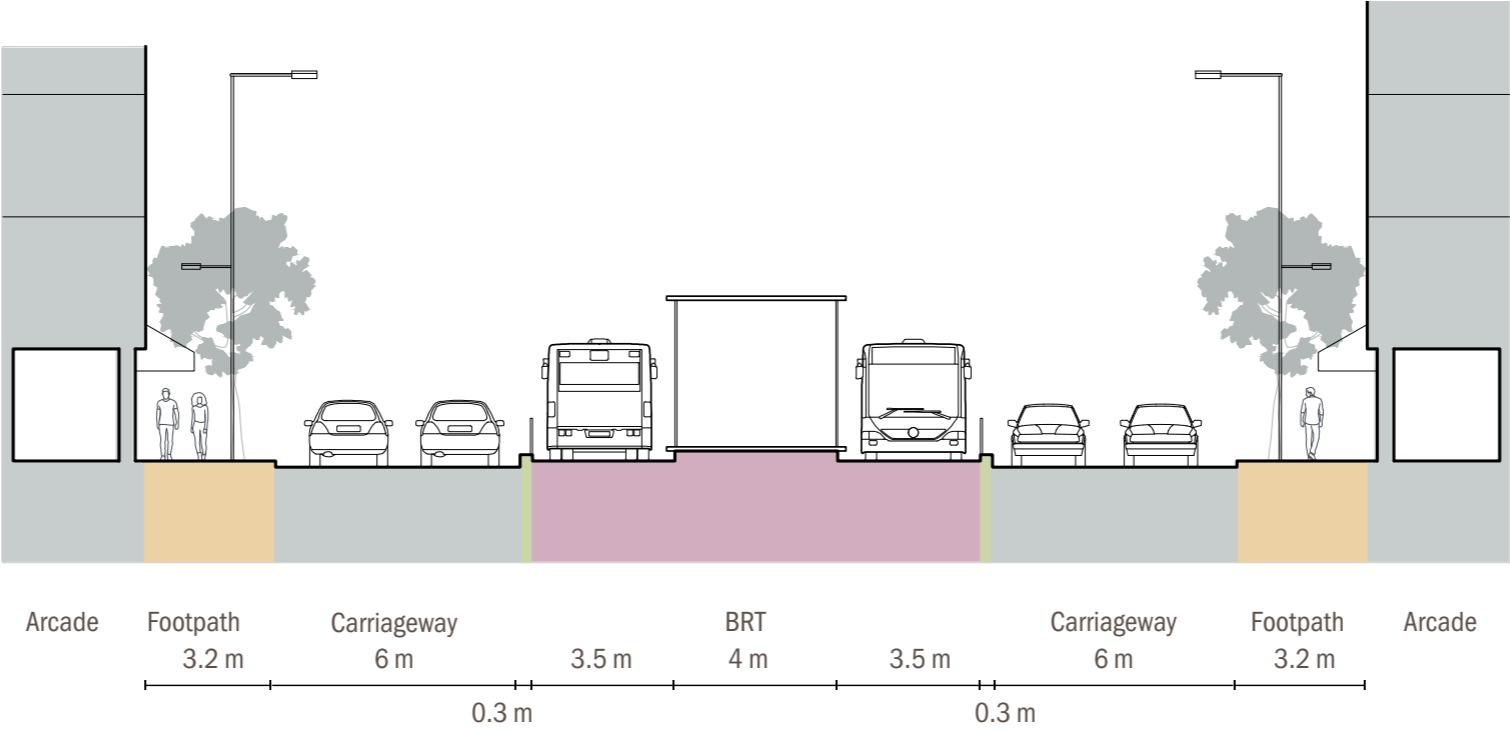 Arcade Footpath Carriageway BRT Carriageway Footpath Arcade
3.2 m 6 m 3.5 m 4 m 3.5 m 6 m 3.2 m
0.3 m 0.3 m